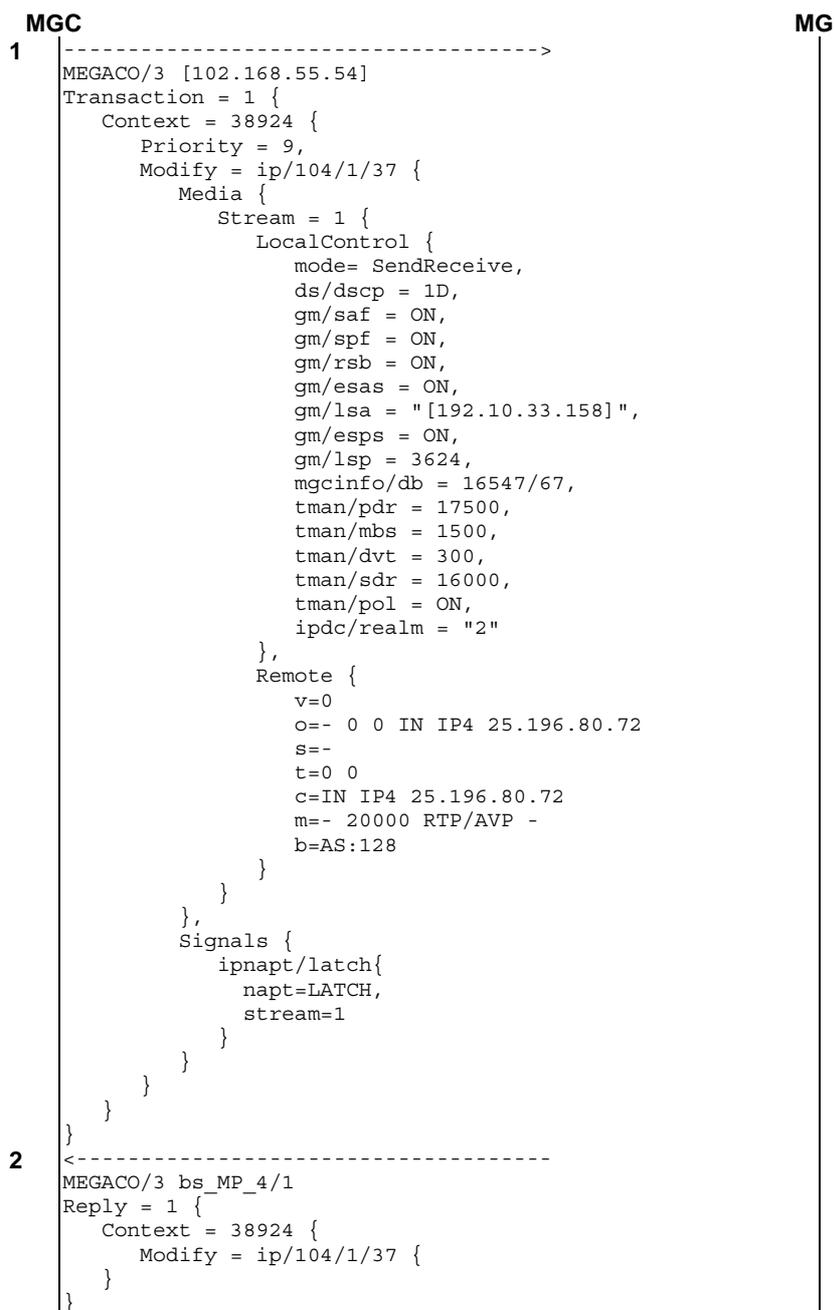 MGC MG
1 ------------------------------------->
MEGACO/3 [102.168.55.54]
Transaction = 1 {
   Context = 38924 {
      Priority = 9,
      Modify = ip/104/1/37 {
         Media {
            Stream = 1 {
               LocalControl {
                  mode= SendReceive,
                  ds/dscp = 1D,
                  gm/saf = ON,
                  gm/spf = ON,
                  gm/rsb = ON,
                  gm/esas = ON,
                  gm/lsa = "[192.10.33.158]",
                  gm/esps = ON,
                  gm/lsp = 3624,
                  mgcinfo/db = 16547/67,
                  tman/pdr = 17500,
                  tman/mbs = 1500,
                  tman/dvt = 300,
                  tman/sdr = 16000,
                  tman/pol = ON,
                  ipdc/realm = "2"
               },
               Remote {
                  v=0
                  o=- 0 0 IN IP4 25.196.80.72
                  s=-
                  t=0 0
                  c=IN IP4 25.196.80.72
                  m=- 20000 RTP/AVP -
                  b=AS:128
               }
            }
         },
         Signals {
            ipnapt/latch{
              napt=LATCH,
              stream=1
            }
         }
      }
   }
}
2 <-------------------------------------
MEGACO/3 bs_MP_4/1
Reply = 1 {
   Context = 38924 {
      Modify = ip/104/1/37 {
   }
}